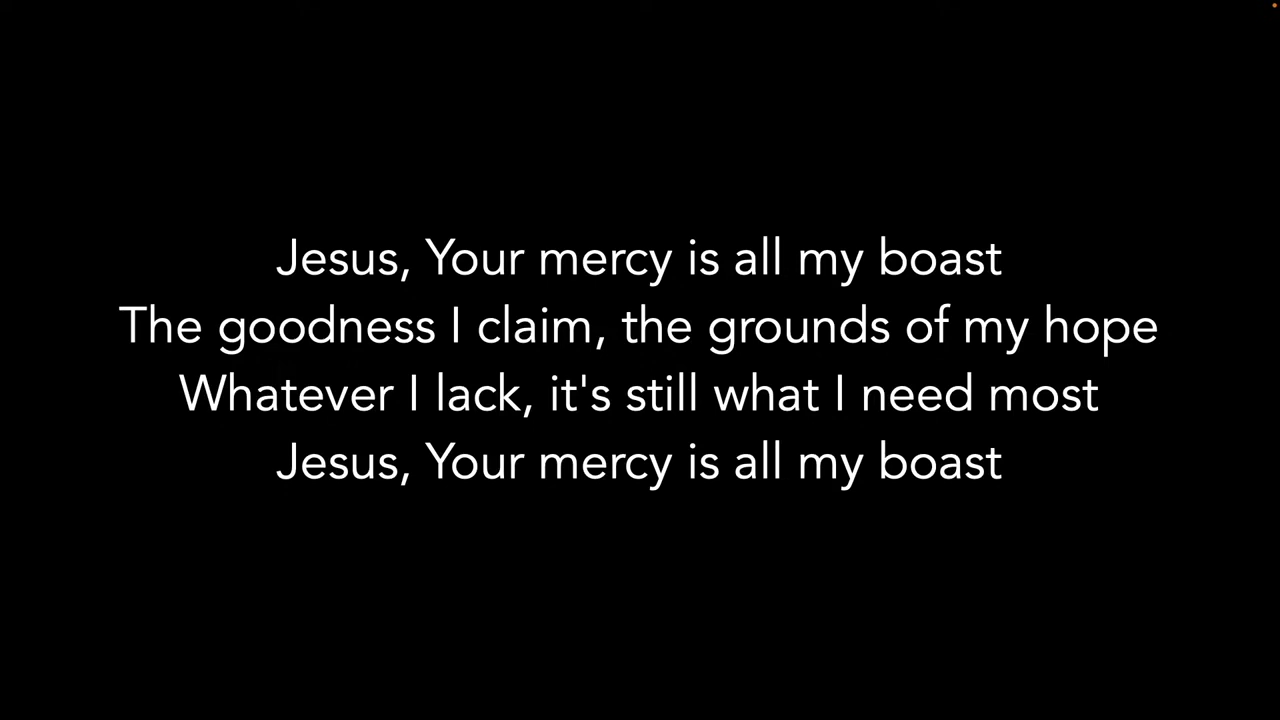 Jesus, Your mercy is all my boast
The goodness I claim, the grounds of my hope
Whatever I lack, it's still what I need most
Jesus, Your mercy is all my boast